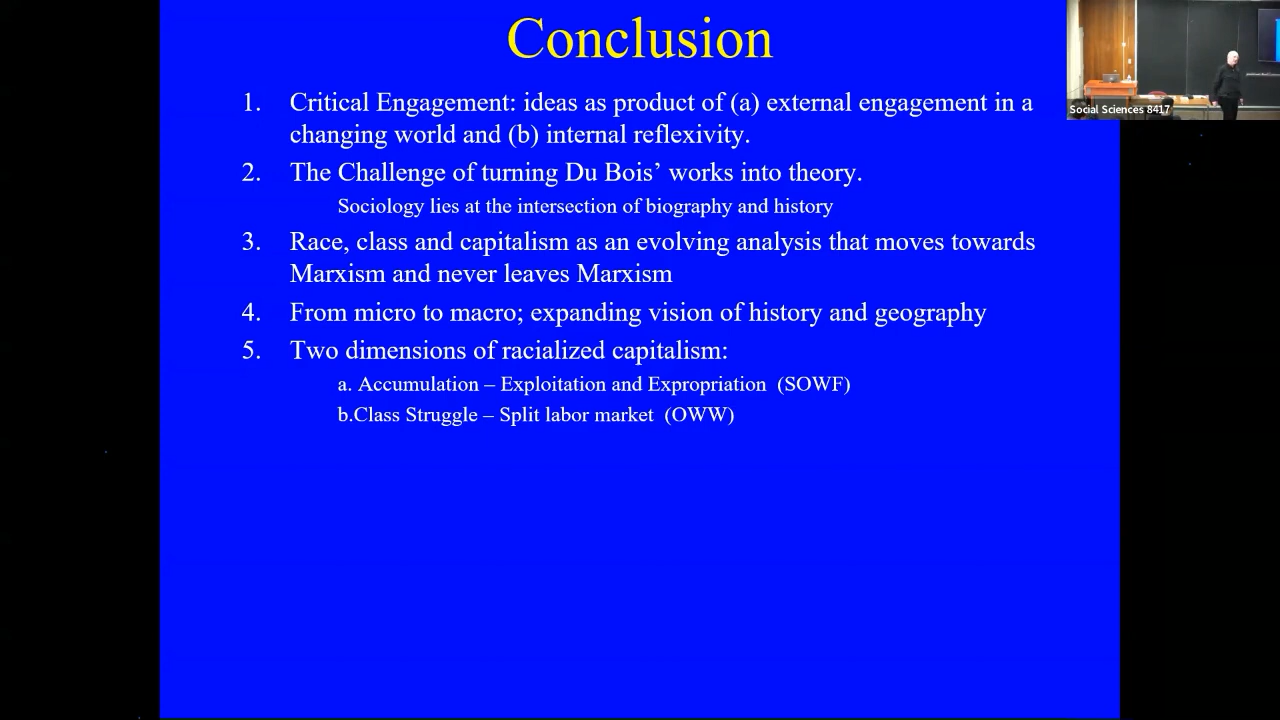 Conclusion
1. Critical Engagement: ideas as product of (a) external engagement in a
changing world and (b) internal reflexivity.
2. The Challenge of turning Du Bois’ works into theory.
Sociology lies at the intersection of biography and history
3. Race, class and capitalism as an evolving analysis that moves towards
Marxism and never leaves Marxism
4. From micro to macro; expanding vision of history and geography
5. Two dimensions of racialized capitalism:
a. Accumulation – Exploitation and Expropriation (SOWF)
b.Class Struggle – Split labor market (OWW)
Social Sciences 8417